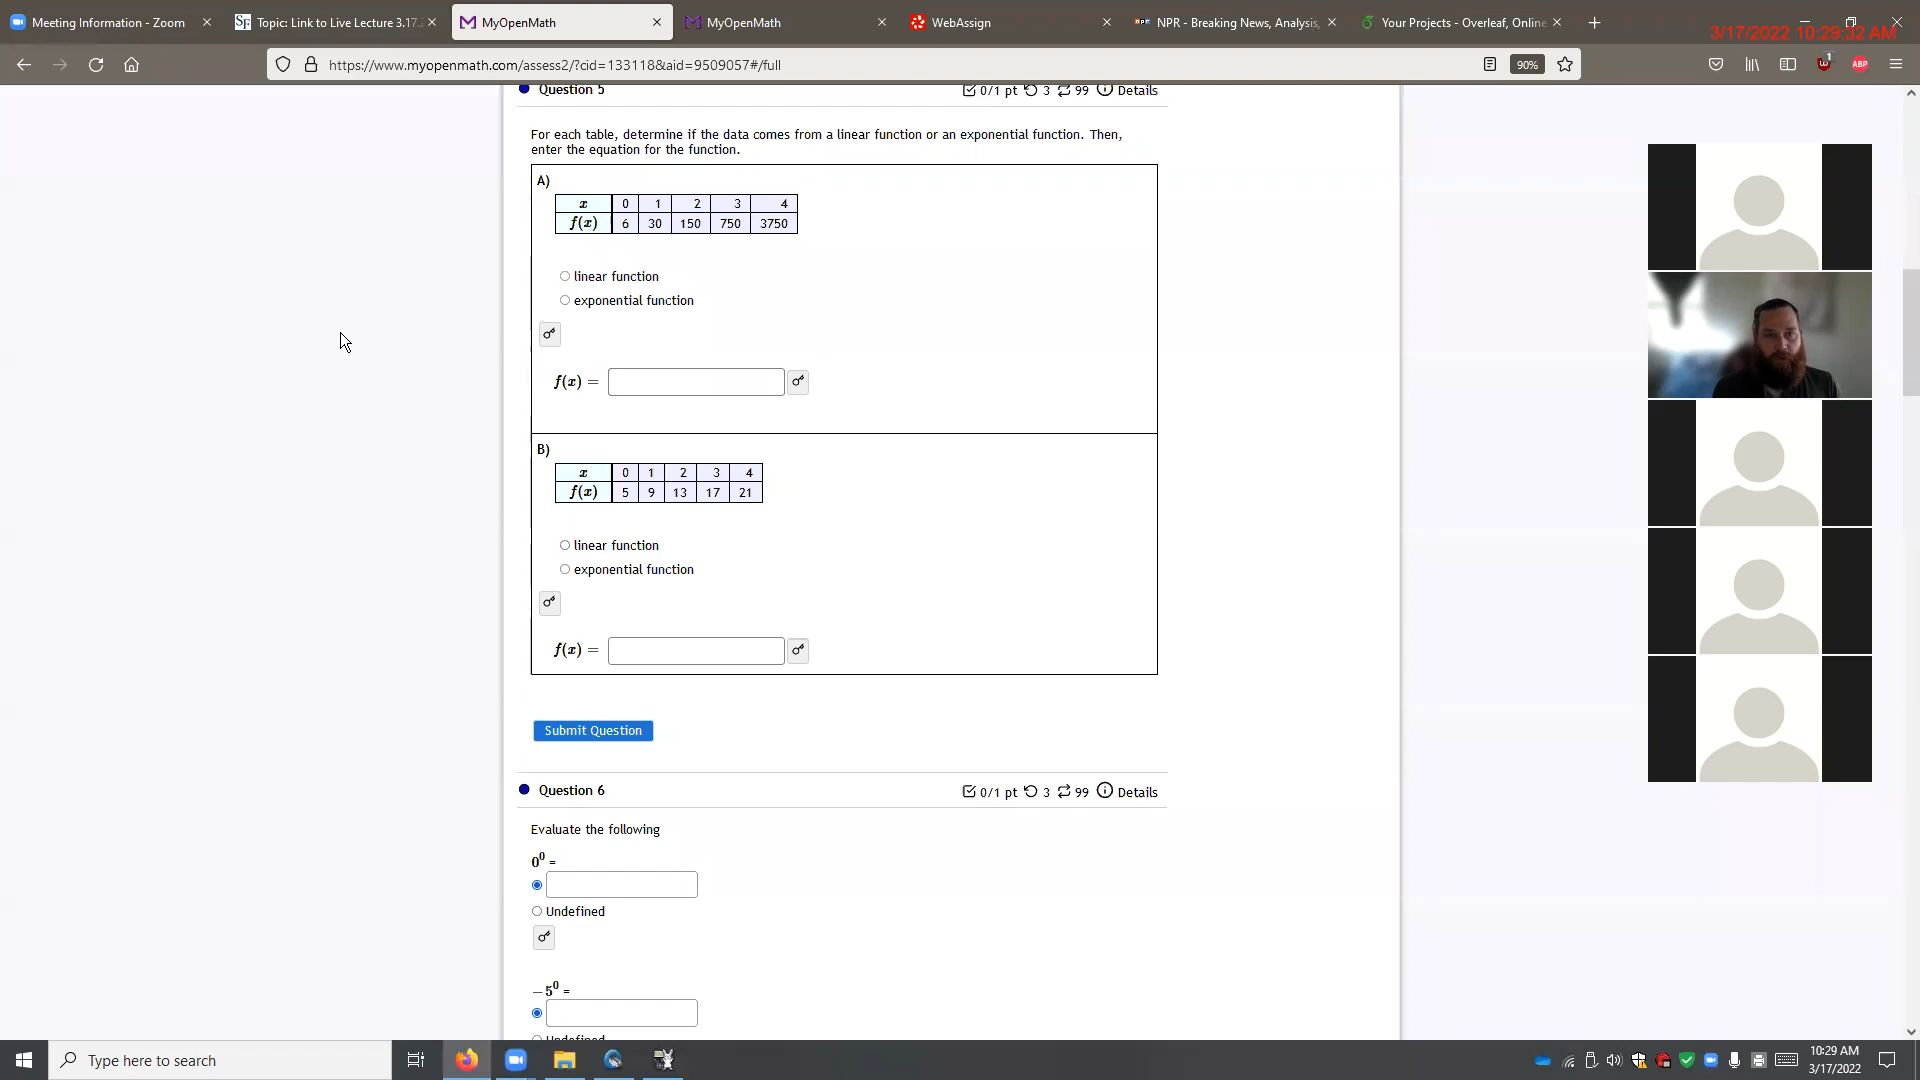 Meeting Information - Zoom
Topic: Link to Live Lecture 3.17.
MyOpenMath
MyOpenMath
WebAssign
NPR - Breaking News, Analysis,
Your Projects - Overleaf, Online
3/17/2022 10:29:32 AM
https://www.myopenmath.com/assess2/?cid=133118&aid=9509057#/full
90%
1
ABP
Question 5
0/1 pt 3 99 Details
For each table, determine if the data comes from a linear function or an exponential function. Then,
enter the equation for the function.
A)
x 0 1 2 3 4
f(x) 6 30 150 750 3750
linear function
exponential function
f(x) =
B)
x 0 1 2 3 4
f(x) 5 9 13 17 21
linear function
exponential function
f(x) =
Submit Question
Question 6
0/1 pt 3 99 Details
Evaluate the following
0⁰ =
Undefined
−5⁰ =
Undefined
Type here to search
10:29 AM
3/17/2022